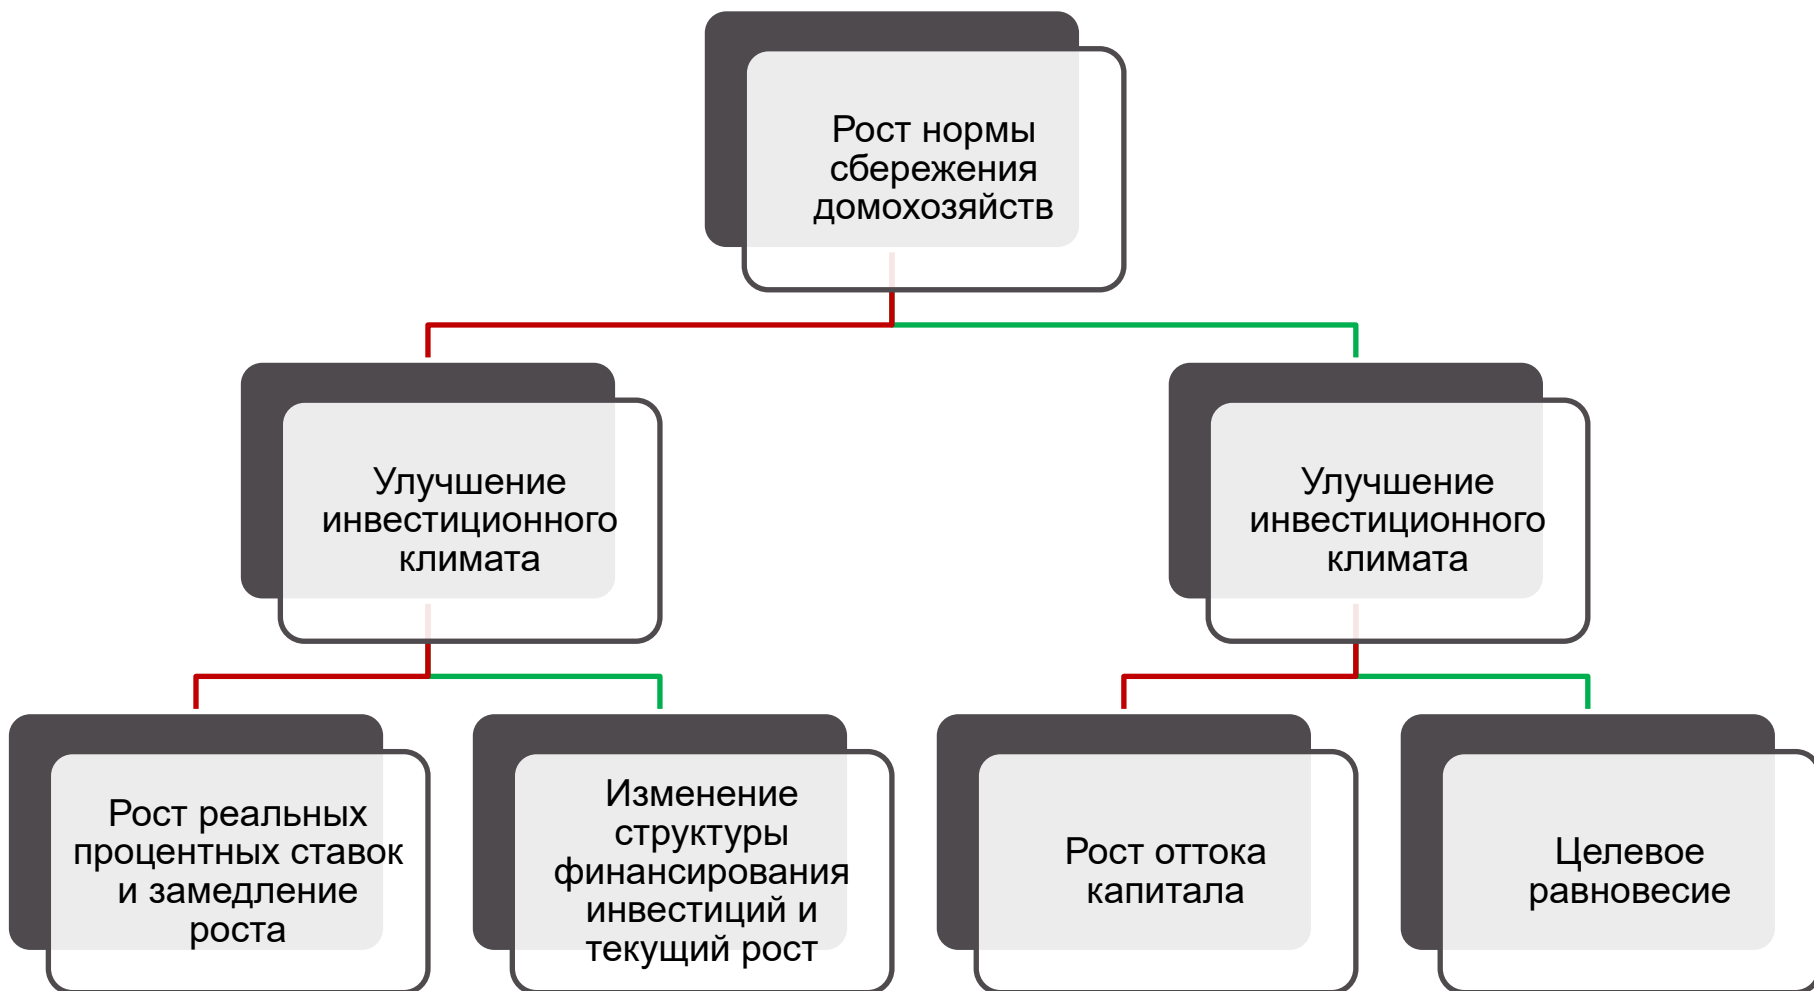 Рост нормы
сбережения
домохозяйств
Улучшение
инвестиционного
климата
Улучшение
инвестиционного
климата
Рост реальных
процентных ставок
и замедление
роста
Изменение
структуры
финансирования
инвестиций и
текущий рост
Рост оттока
капитала
Целевое
равновесие